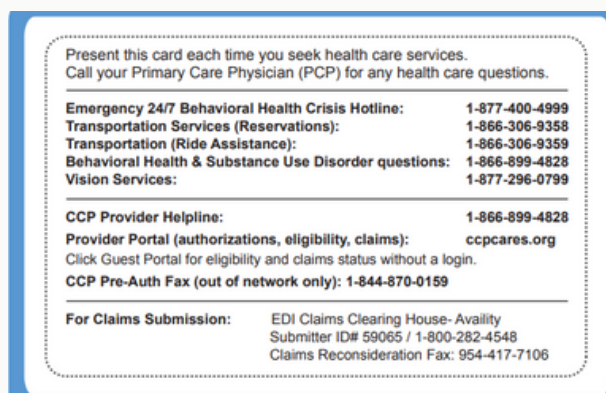 Present this card each time you seek health care services.
Call your Primary Care Physician (PCP) for any health care questions.
Emergency 24/7 Behavioral Health Crisis Hotline: 1-877-400-4999
Transportation Services (Reservations): 1-866-306-9358
Transportation (Ride Assistance): 1-866-306-9359
Behavioral Health & Substance Use Disorder questions: 1-866-899-4828
Vision Services: 1-877-296-0799
CCP Provider Helpline: 1-866-899-4828
Provider Portal (authorizations, eligibility, claims): ccpcares.org
Click Guest Portal for eligibility and claims status without a login.
CCP Pre-Auth Fax (out of network only): 1-844-870-0159
For Claims Submission: EDI Claims Clearing House- Availity
Submitter ID# 59065 / 1-800-282-4548
Claims Reconsideration Fax: 954-417-7106